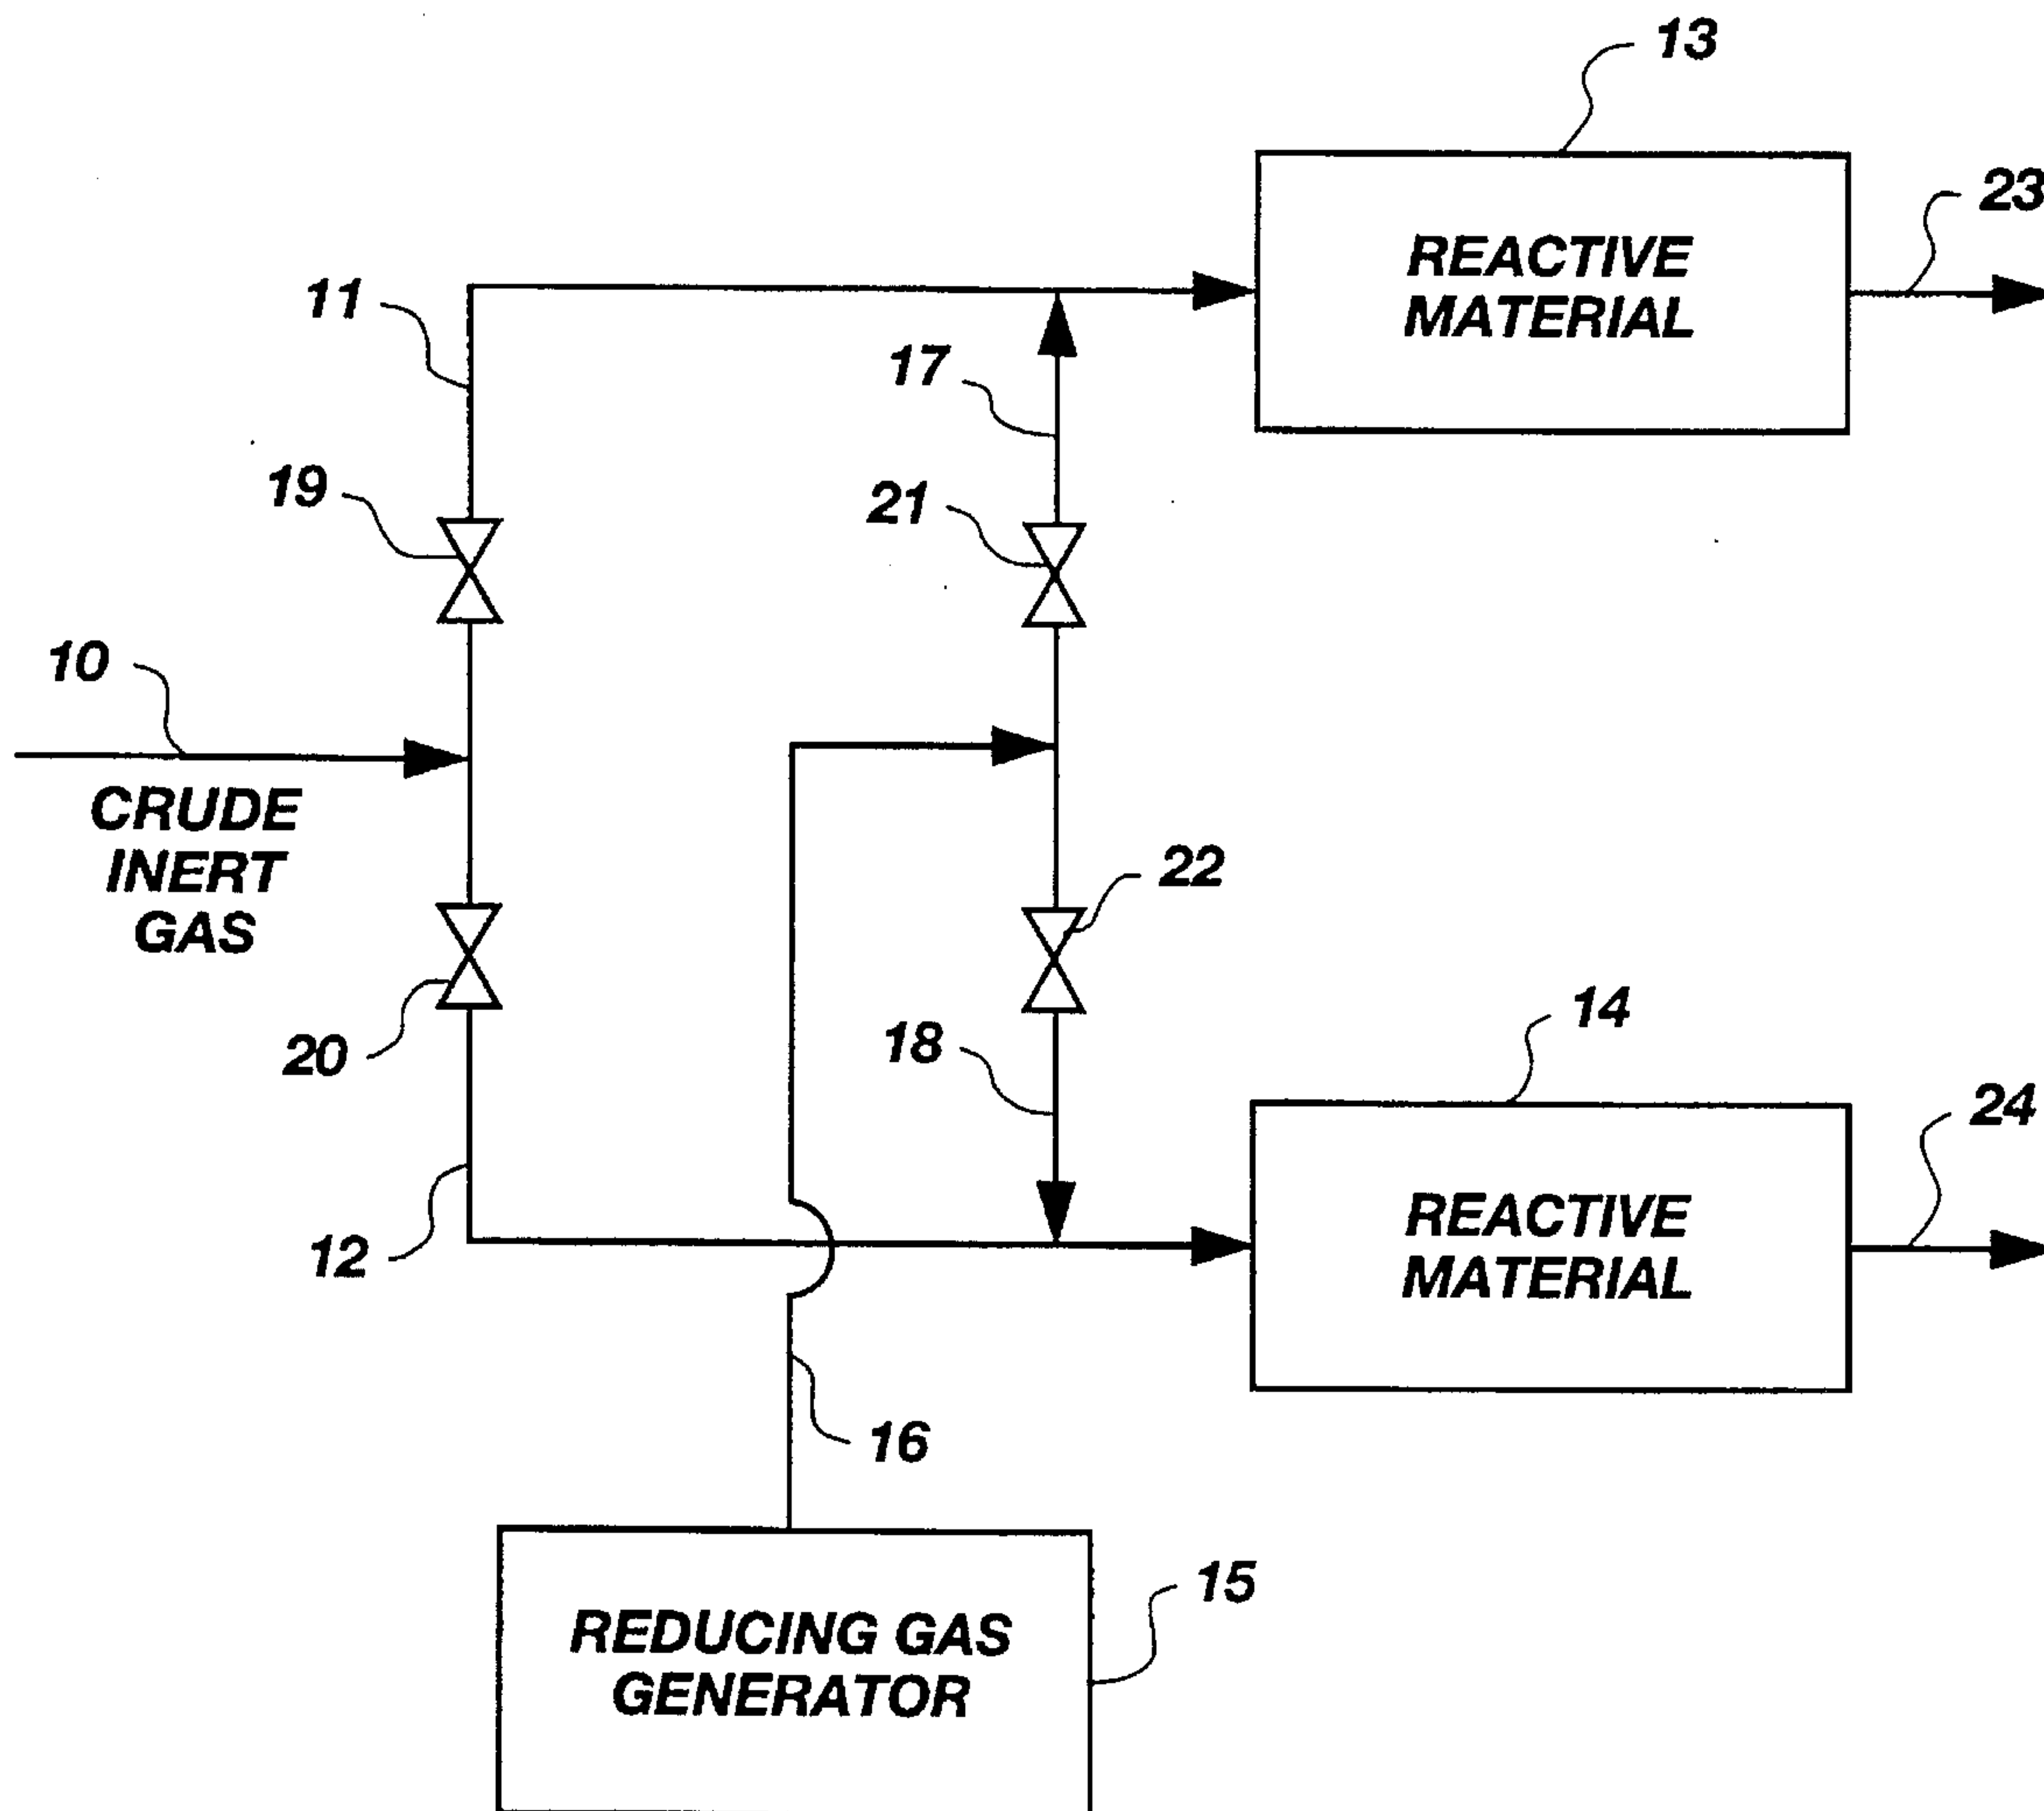 13
23
REACTIVE
MATERIAL
11
17
19
21
10
CRUDE
INERT
GAS
22
20
18
14
24
REACTIVE
MATERIAL
12
16
15
REDUCING GAS
GENERATOR